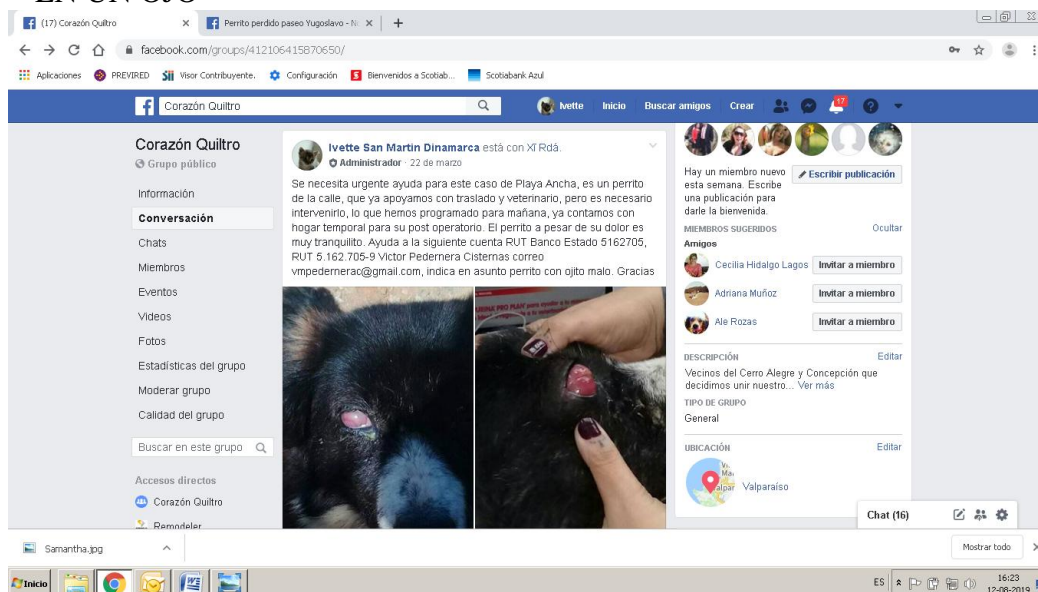 EN UN OJO
(17) Corazón Quiltro
Perrito perdido paseo Yugoslavo - N
facebook.com/groups/412106415870650/
Aplicaciones PREVIRED Visor Contribuyente. Configuración Bienvenidos a Scotiab... Scotiabank Azul
Corazón Quiltro Ivette Inicio Buscar amigos Crear 17
Corazón Quiltro
Grupo público
Información
Conversación
Chats
Miembros
Eventos
Videos
Fotos
Estadísticas del grupo
Moderar grupo
Calidad del grupo
Buscar en este grupo
Accesos directos
Corazón Quiltro
Remodeler
Ivette San Martin Dinamarca está con Xi Rdá.
Administrador · 22 de marzo
Se necesita urgente ayuda para este caso de Playa Ancha, es un perrito
de la calle, que ya apoyamos con traslado y veterinario, pero es necesario
intervenirlo, lo que hemos programado para mañana, ya contamos con
hogar temporal para su post operatorio. El perrito a pesar de su dolor es
muy tranquilito. Ayuda a la siguiente cuenta RUT Banco Estado 5162705,
RUT 5.162.705-9 Victor Pedernera Cisternas correo
vmpedernerac@gmail.com, indica en asunto perrito con ojito malo. Gracias
Hay un miembro nuevo
esta semana. Escribe
una publicación para
darle la bienvenida.
Escribir publicación
MIEMBROS SUGERIDOS Ocultar
Amigos
Cecilia Hidalgo Lagos Invitar a miembro
Adriana Muñoz Invitar a miembro
Ale Rozas Invitar a miembro
DESCRIPCIÓN Editar
Vecinos del Cerro Alegre y Concepción que
decidimos unir nuestro... Ver más
TIPO DE GRUPO
General
UBICACIÓN Editar
Valparaíso
Chat (16)
Samantha.jpg
Mostrar todo
Inicio
ES
16:23
12-08-2019